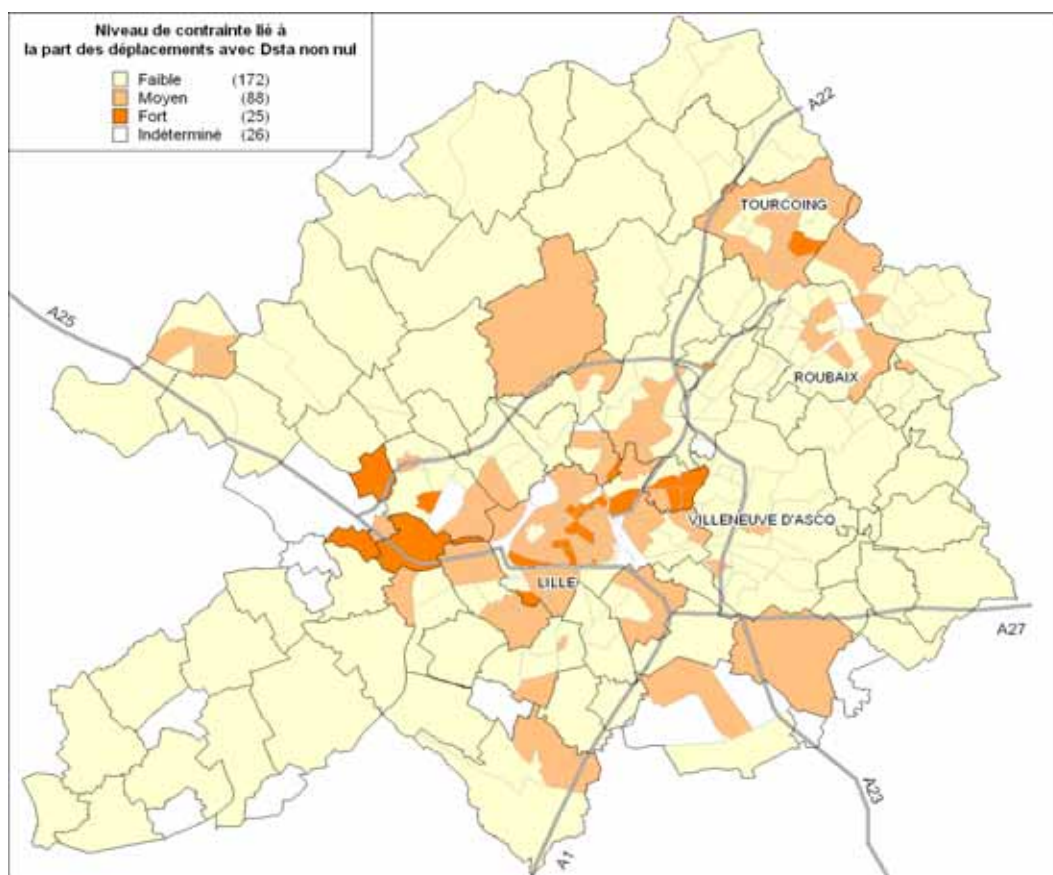 Niveau de contrainte lié à
la part des déplacements avec Dsta non nul
Faible (172)
Moyen (88)
Fort (25)
Indéterminé (26)
A22
TOURCOING
A25
ROUBAIX
VILLENEUVE D'ASCQ
LILLE
A27
A23
A1